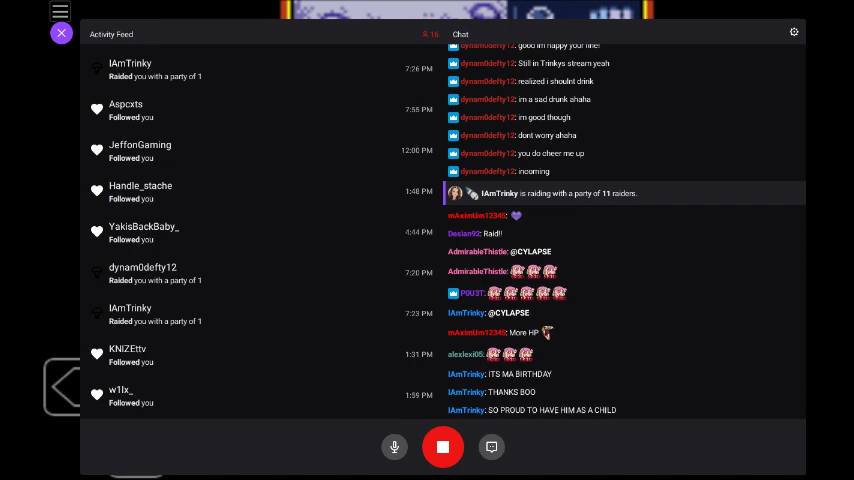 Activity Feed
15
Chat
IAmTrinky
Raided you with a party of 1
7:26 PM
Aspcxts
Followed you
7:55 PM
JeffonGaming
Followed you
12:00 PM
Handle_stache
Followed you
1:48 PM
YakisBackBaby_
Followed you
4:44 PM
dynam0defty12
Raided you with a party of 1
7:20 PM
IAmTrinky
Raided you with a party of 1
7:23 PM
KNIZEttv
Followed you
1:31 PM
w1lx_
Followed you
1:59 PM
dynam0defty12: good im happy your fine!
dynam0defty12: Still in Trinkys stream yeah
dynam0defty12: realized i shoulnt drink
dynam0defty12: im a sad drunk ahaha
dynam0defty12: im good though
dynam0defty12: dont worry ahaha
dynam0defty12: you do cheer me up
dynam0defty12: incoming
IAmTrinky is raiding with a party of 11 raiders.
mAximUm12345:
Desian92: Raid!!
AdmirableThistle: @CYLAPSE
AdmirableThistle:
P0U3T:
IAmTrinky: @CYLAPSE
mAximUm12345: More HP
alexlexi05:
IAmTrinky: ITS MA BIRTHDAY
IAmTrinky: THANKS BOO
IAmTrinky: SO PROUD TO HAVE HIM AS A CHILD